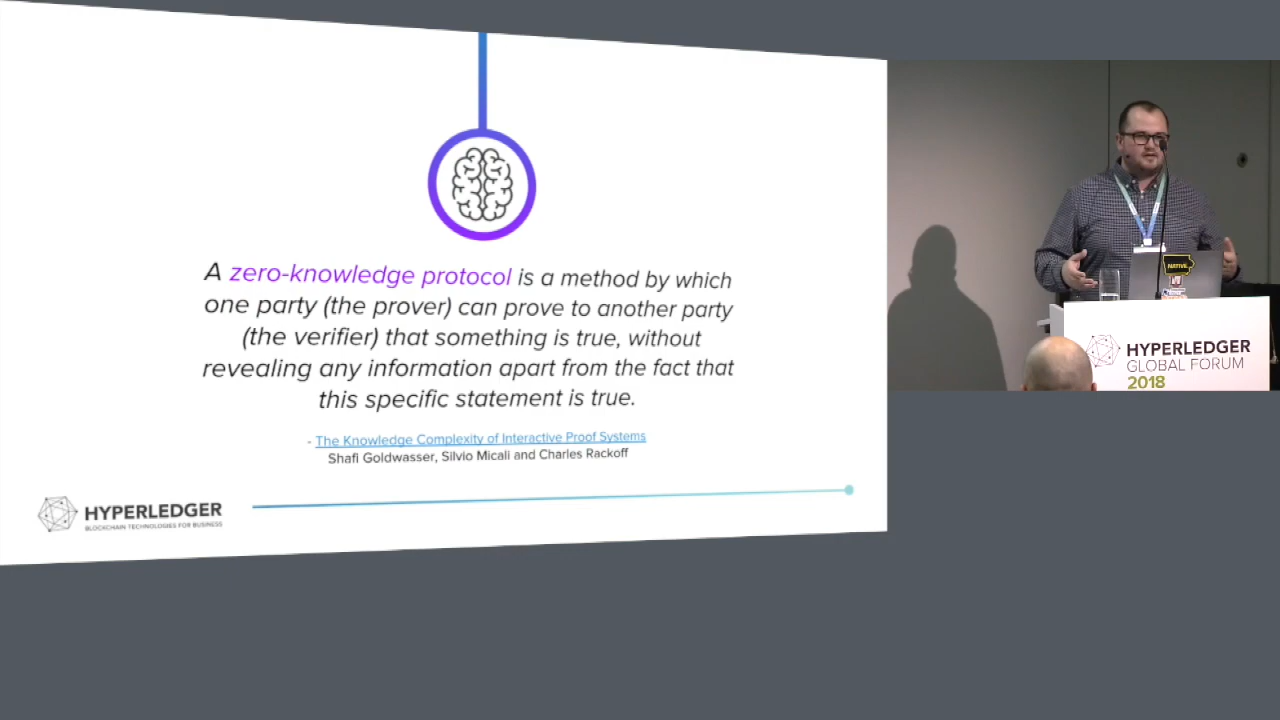 A zero-knowledge protocol is a method by which
one party (the prover) can prove to another party
(the verifier) that something is true, without
revealing any information apart from the fact that
this specific statement is true.
- The Knowledge Complexity of Interactive Proof Systems
Shafi Goldwasser, Silvio Micali and Charles Rackoff
HYPERLEDGER
BLOCKCHAIN TECHNOLOGIES FOR BUSINESS
NATIVE
HYPERLEDGER
GLOBAL FORUM
2018